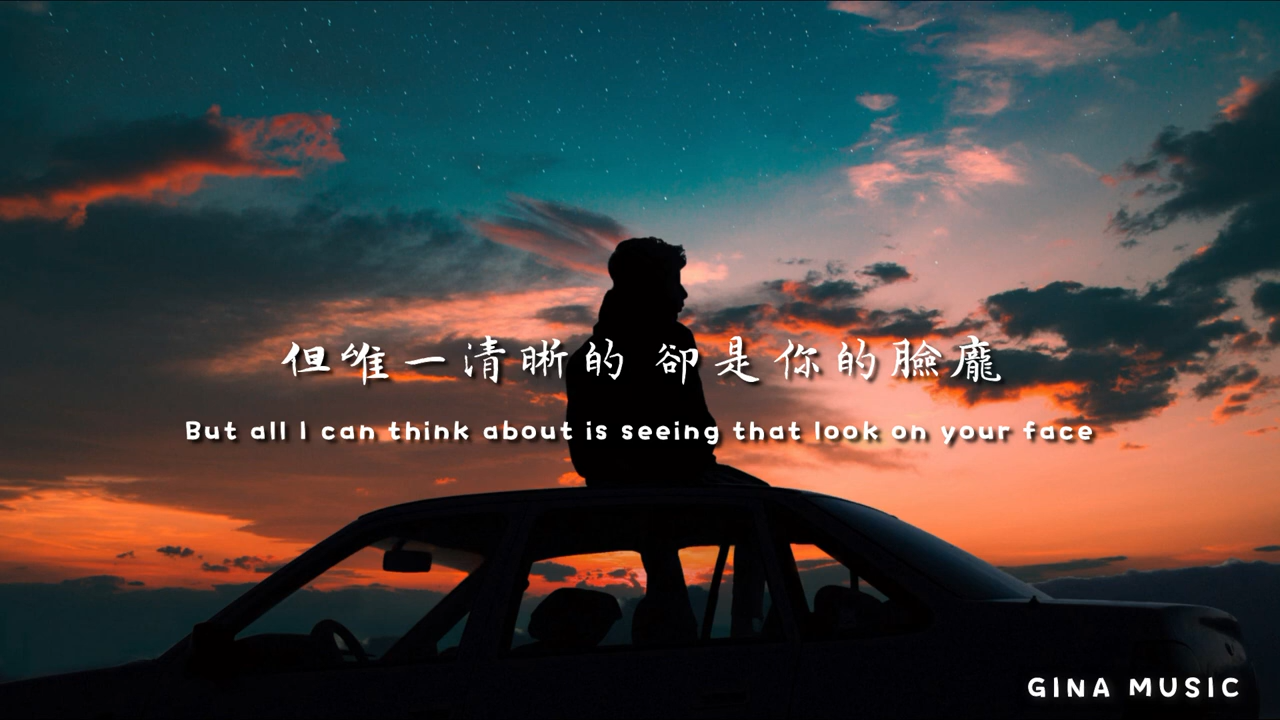 但唯一清晰的 卻是你的臉龐
But all I can think about is seeing that look on your face
GINA MUSIC